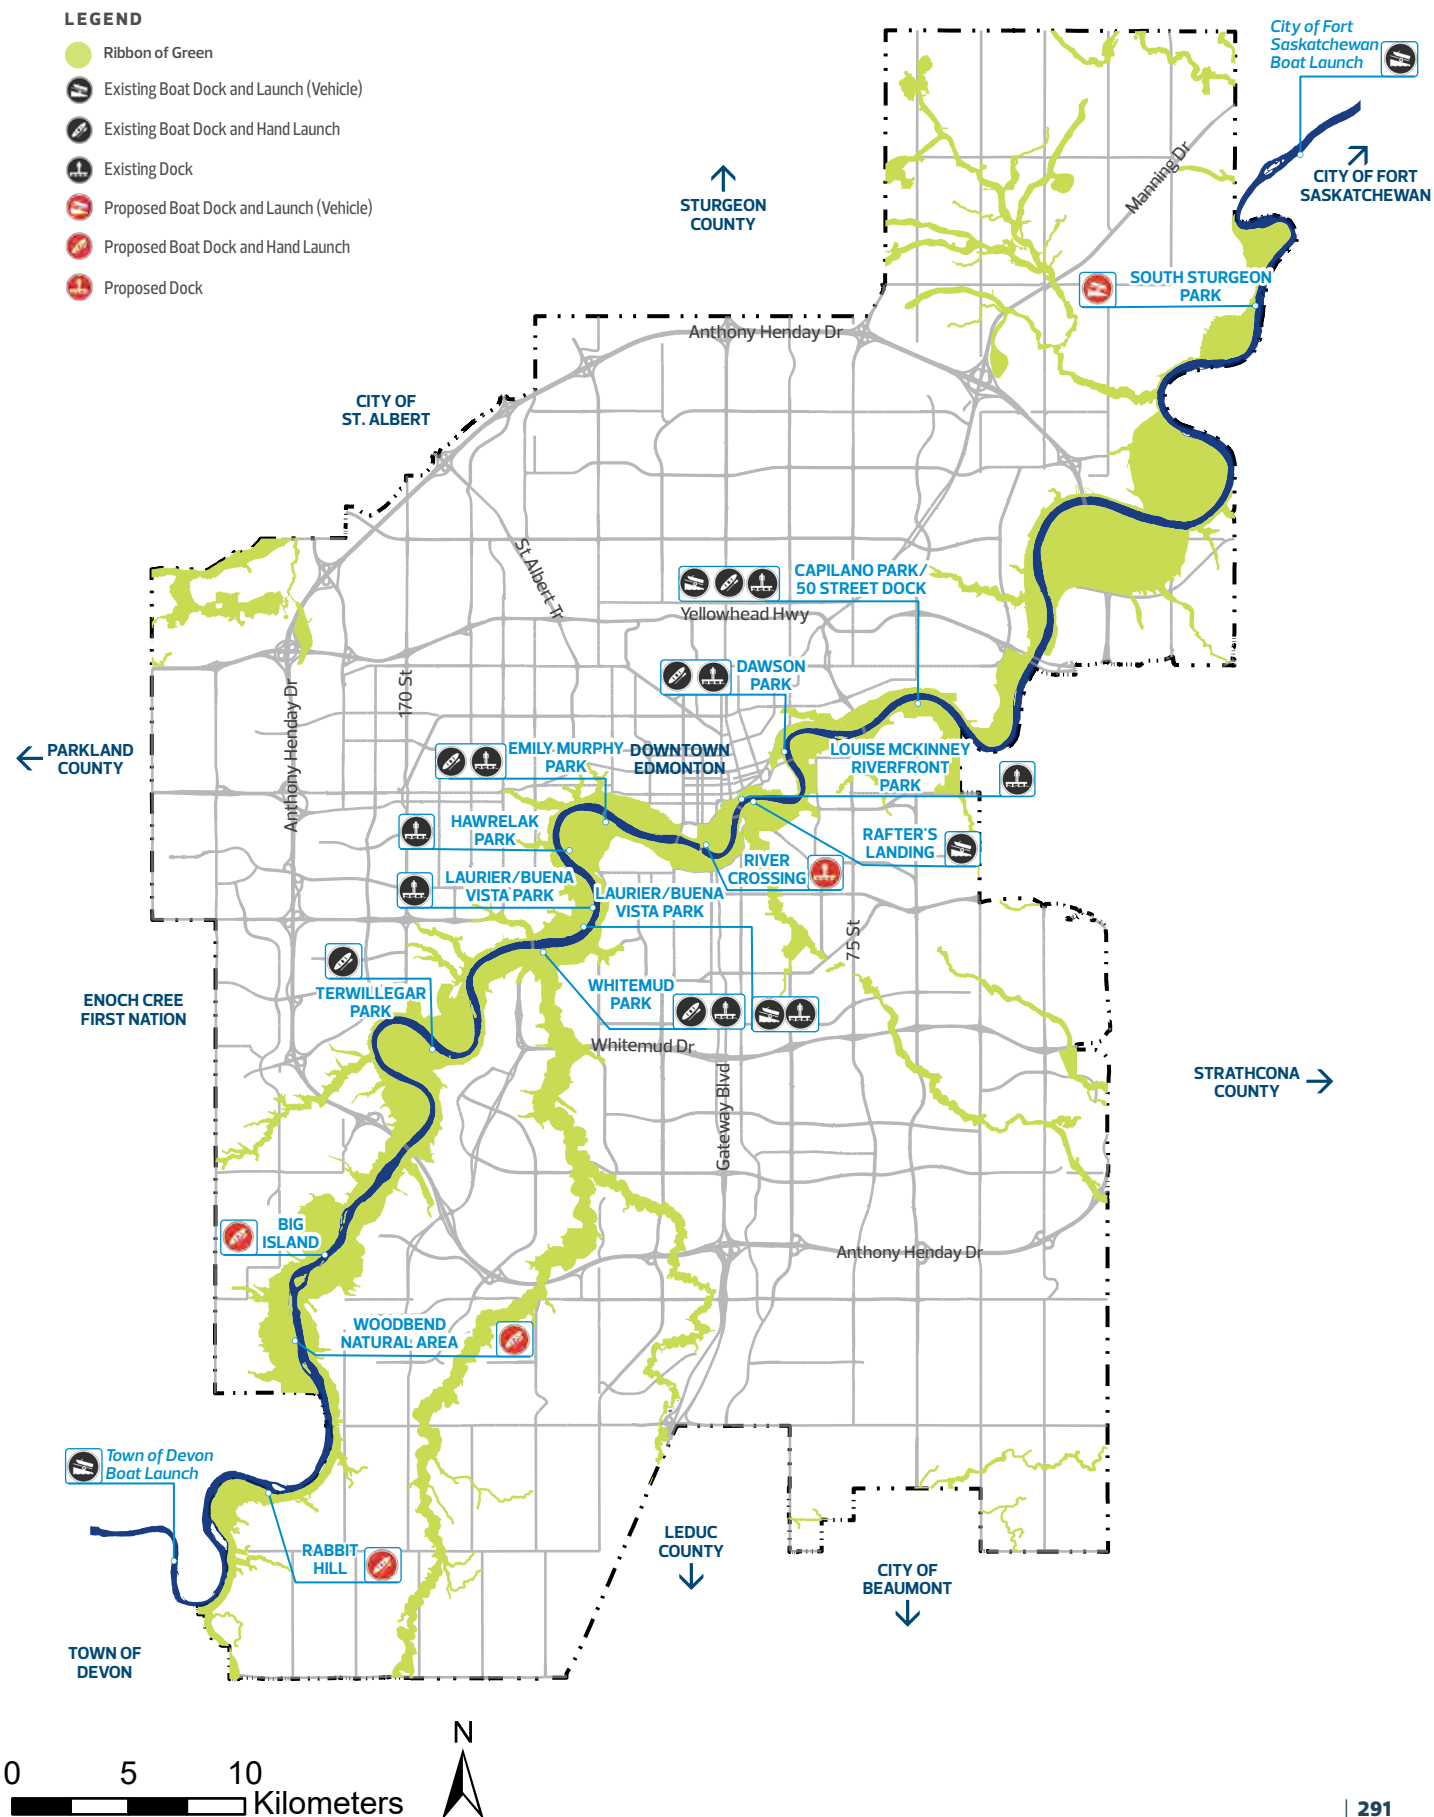 LEGEND
Ribbon of Green
Existing Boat Dock and Launch (Vehicle)
Existing Boat Dock and Hand Launch
Existing Dock
Proposed Boat Dock and Launch (Vehicle)
Proposed Boat Dock and Hand Launch
Proposed Dock
City of Fort
Saskatchewan
Boat Launch
CITY OF FORT
SASKATCHEWAN
STURGEON
COUNTY
Manning Dr
SOUTH STURGEON
PARK
Anthony Henday Dr
CITY OF
ST. ALBERT
St Albert Tr
CAPILANO PARK/
50 STREET DOCK
Yellowhead Hwy
DAWSON
PARK
170 St
Anthony Henday Dr
PARKLAND
COUNTY
EMILY MURPHY
PARK
DOWNTOWN
EDMONTON
LOUISE MCKINNEY
RIVERFRONT
PARK
HAWRELAK
PARK
RAFTER'S
LANDING
RIVER
CROSSING
LAURIER/BUENA
VISTA PARK
LAURIER/BUENA
VISTA PARK
75 St
ENOCH CREE
FIRST NATION
TERWILLEGAR
PARK
WHITEMUD
PARK
Whitemud Dr
Gateway Blvd
STRATHCONA
COUNTY
BIG
ISLAND
Anthony Henday Dr
WOODBEND
NATURAL AREA
Town of Devon
Boat Launch
RABBIT
HILL
LEDUC
COUNTY
CITY OF
BEAUMONT
TOWN OF
DEVON
N
0 5 10
Kilometers
| 291